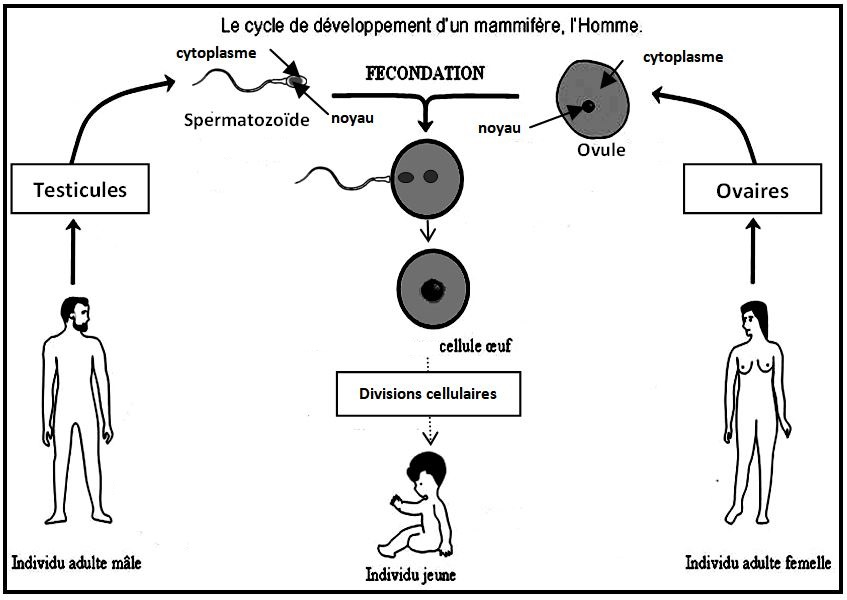 Le cycle de développement d'un mammifère, l'Homme.
cytoplasme
FECONDATION
cytoplasme
Spermatozoïde
noyau
noyau
Ovule
Testicules
Ovaires
cellule œuf
Divisions cellulaires
Individu adulte mâle
Individu jeune
Individu adulte femelle